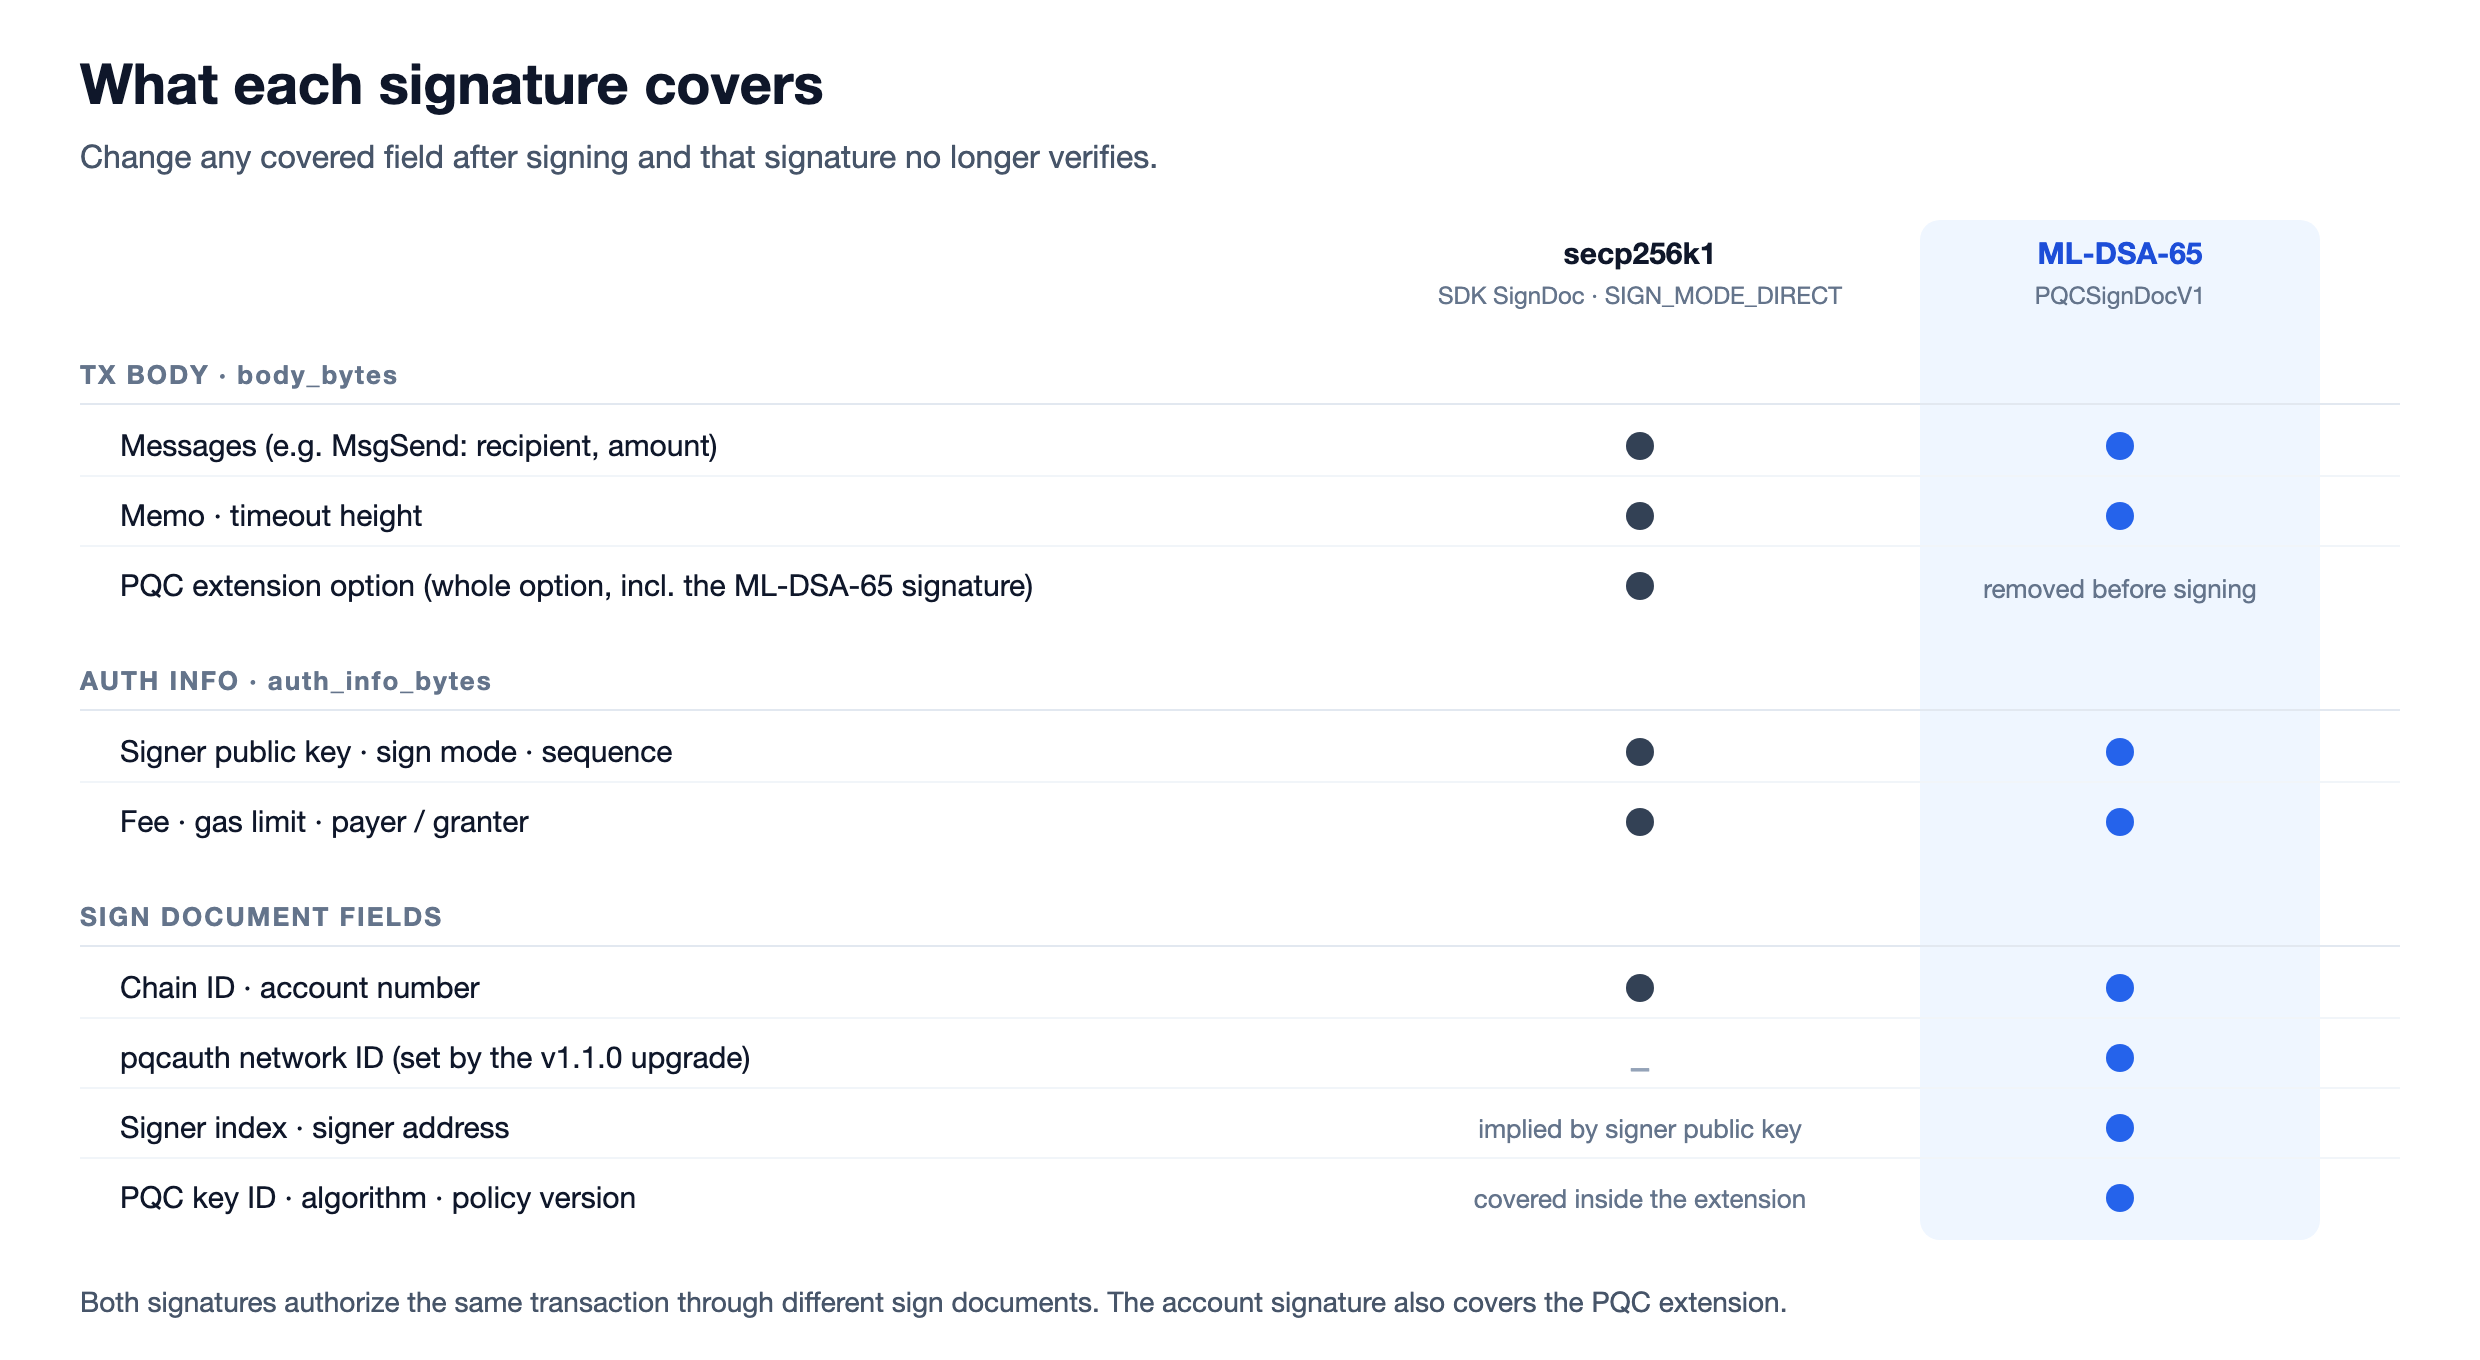 What each signature covers
Change any covered field after signing and that signature no longer verifies.
secp256k1
SDK SignDoc · SIGN_MODE_DIRECT
ML-DSA-65
PQCSignDocV1
TX BODY · body_bytes
Messages (e.g. MsgSend: recipient, amount)
Memo · timeout height
PQC extension option (whole option, incl. the ML-DSA-65 signature)
removed before signing
AUTH INFO · auth_info_bytes
Signer public key · sign mode · sequence
Fee · gas limit · payer / granter
SIGN DOCUMENT FIELDS
Chain ID · account number
pqcauth network ID (set by the v1.1.0 upgrade)
–
Signer index · signer address
implied by signer public key
PQC key ID · algorithm · policy version
covered inside the extension
Both signatures authorize the same transaction through different sign documents. The account signature also covers the PQC extension.